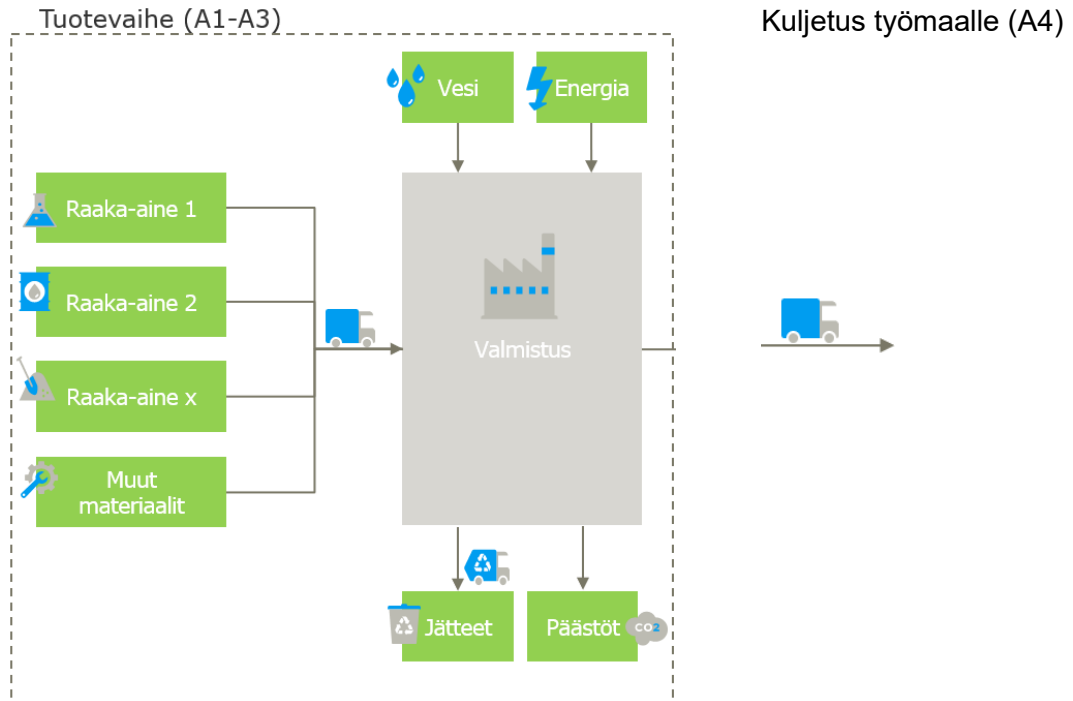 Tuotevaihe (A1-A3)
Kuljetus työmaalle (A4)
Vesi
Energia
Raaka-aine 1
Raaka-aine 2
Raaka-aine x
Muut
materiaalit
Valmistus
Jätteet
Päästöt
CO2